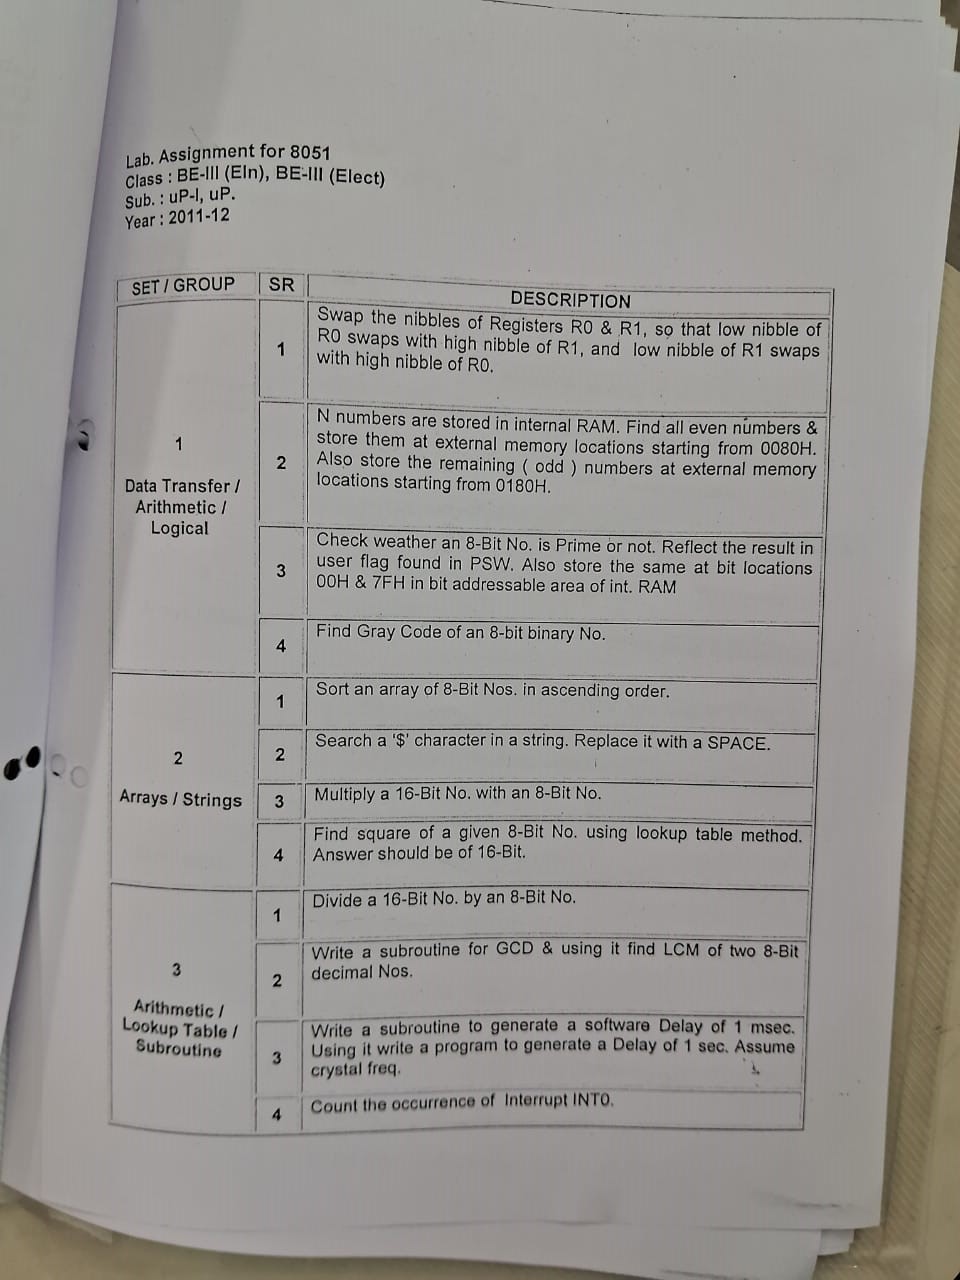 Lab. Assignment for 8051
Class : BE-III (Eln), BE-III (Elect)
Sub. : uP-I, uP.
Year : 2011-12
SET / GROUP SR DESCRIPTION
1
Data Transfer /
Arithmetic /
Logical
1
Swap the nibbles of Registers R0 & R1, so that low nibble of
R0 swaps with high nibble of R1, and low nibble of R1 swaps
with high nibble of R0.
2
N numbers are stored in internal RAM. Find all even numbers &
store them at external memory locations starting from 0080H.
Also store the remaining ( odd ) numbers at external memory
locations starting from 0180H.
3
Check weather an 8-Bit No. is Prime or not. Reflect the result in
user flag found in PSW. Also store the same at bit locations
00H & 7FH in bit addressable area of int. RAM
4
Find Gray Code of an 8-bit binary No.
2
Arrays / Strings
1
Sort an array of 8-Bit Nos. in ascending order.
2
Search a '$' character in a string. Replace it with a SPACE.
3
Multiply a 16-Bit No. with an 8-Bit No.
4
Find square of a given 8-Bit No. using lookup table method.
Answer should be of 16-Bit.
3
Arithmetic /
Lookup Table /
Subroutine
1
Divide a 16-Bit No. by an 8-Bit No.
2
Write a subroutine for GCD & using it find LCM of two 8-Bit
decimal Nos.
3
Write a subroutine to generate a software Delay of 1 msec.
Using it write a program to generate a Delay of 1 sec. Assume
crystal freq.
4
Count the occurrence of Interrupt INT0.